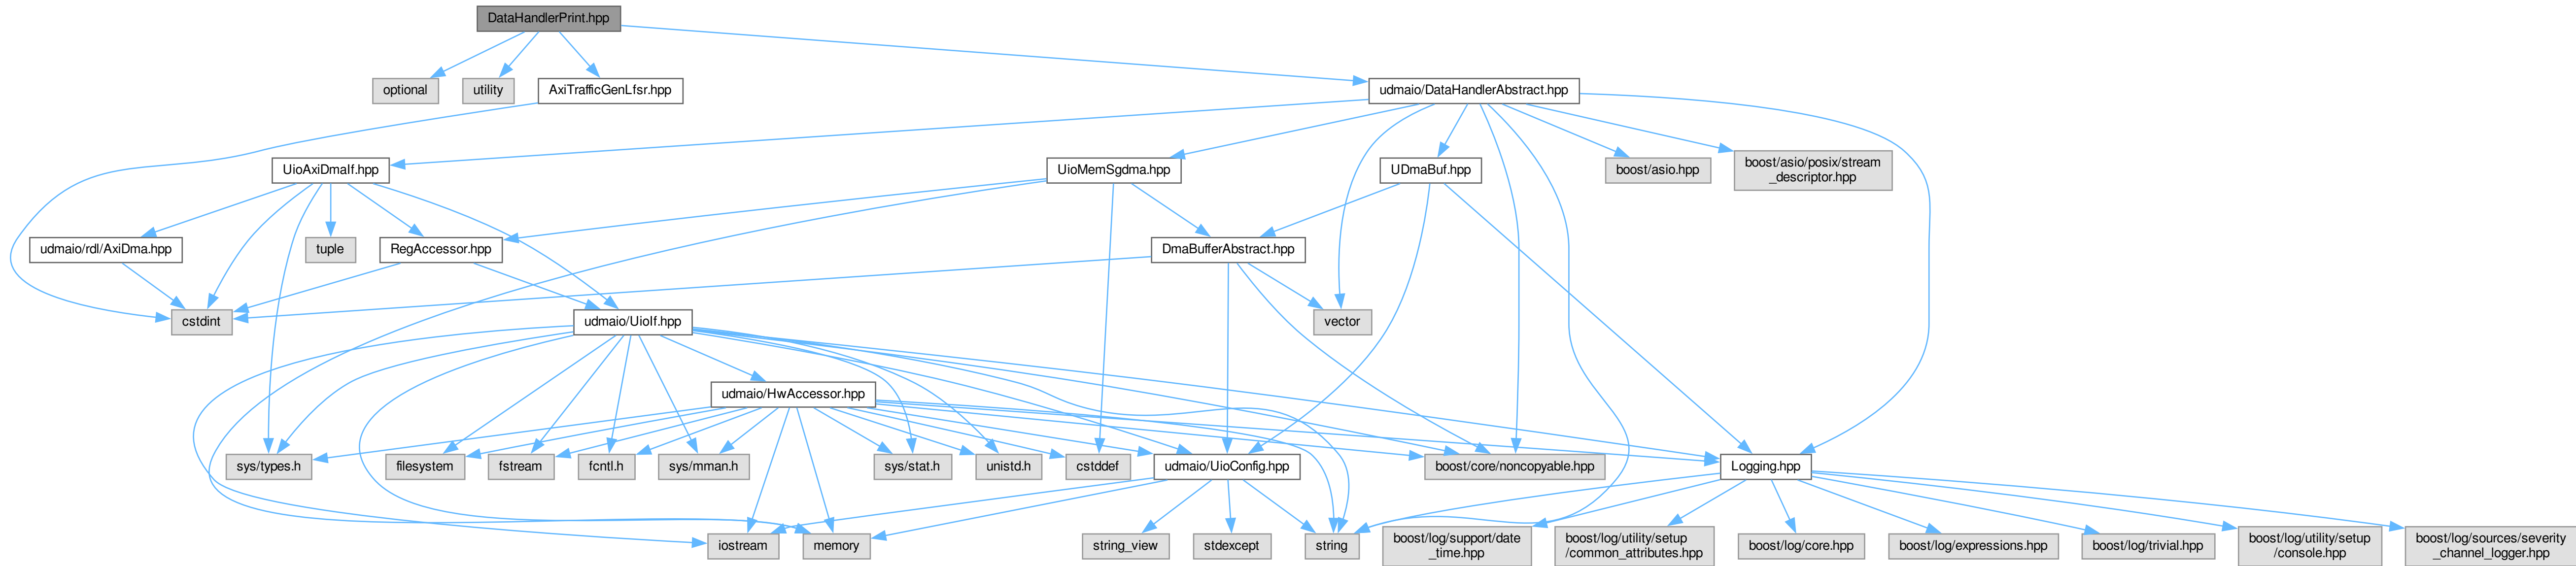 DataHandlerPrint.hpp
optional
utility
AxiTrafficGenLfsr.hpp
udmaio/DataHandlerAbstract.hpp
UioAxiDmaIf.hpp
UioMemSgdma.hpp
UDmaBuf.hpp
boost/asio.hpp
boost/asio/posix/stream
_descriptor.hpp
udmaio/rdl/AxiDma.hpp
tuple
RegAccessor.hpp
DmaBufferAbstract.hpp
cstdint
udmaio/UioIf.hpp
vector
udmaio/HwAccessor.hpp
sys/types.h
filesystem
fstream
fcntl.h
sys/mman.h
sys/stat.h
unistd.h
cstddef
udmaio/UioConfig.hpp
boost/core/noncopyable.hpp
Logging.hpp
iostream
memory
string_view
stdexcept
string
boost/log/support/date
_time.hpp
boost/log/utility/setup
/common_attributes.hpp
boost/log/core.hpp
boost/log/expressions.hpp
boost/log/trivial.hpp
boost/log/utility/setup
/console.hpp
boost/log/sources/severity
_channel_logger.hpp